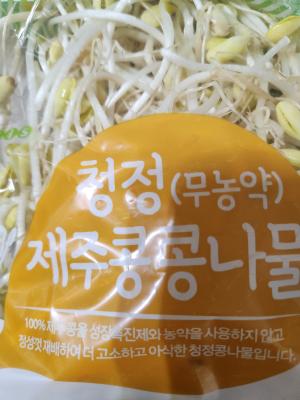 청정(무농약)
제주콩콩나물
100% 제주콩을 성장촉진제와 농약을 사용하지 않고
정성껏 재배하여 더 고소하고 아삭한 청정콩나물입니다.